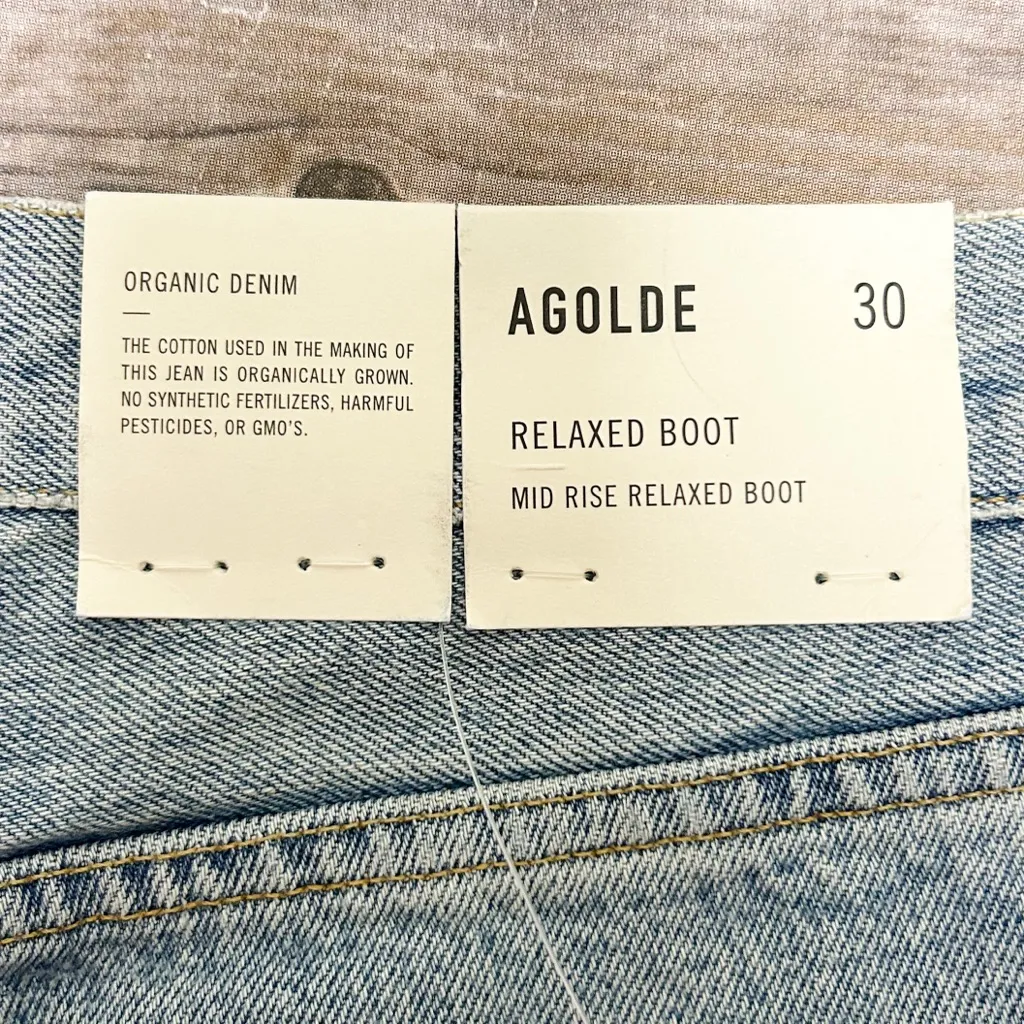 ORGANIC DENIM
THE COTTON USED IN THE MAKING OF
THIS JEAN IS ORGANICALLY GROWN.
NO SYNTHETIC FERTILIZERS, HARMFUL
PESTICIDES, OR GMO'S.
AGOLDE 30
RELAXED BOOT
MID RISE RELAXED BOOT